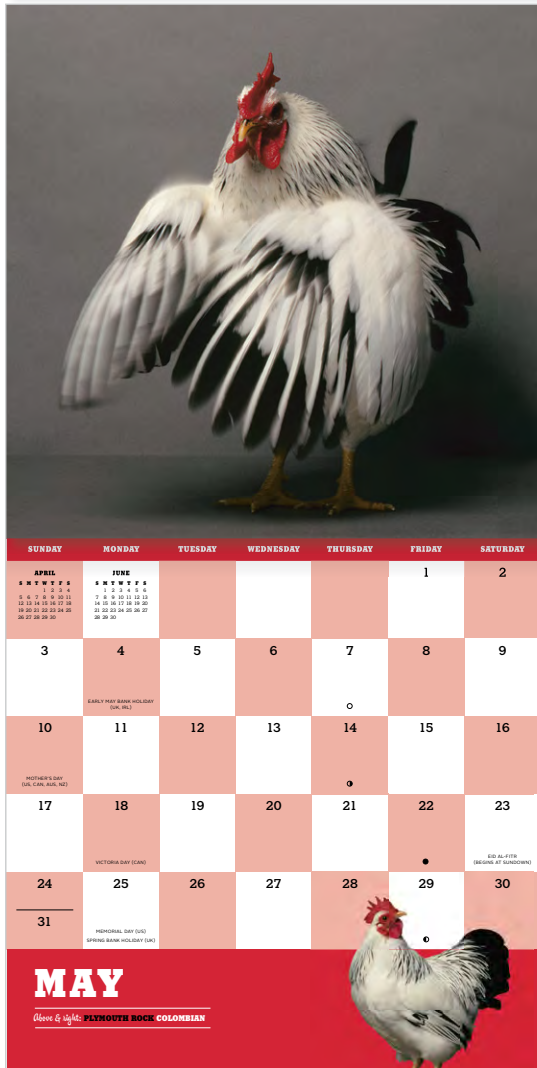 SUNDAY MONDAY TUESDAY WEDNESDAY THURSDAY FRIDAY SATURDAY
APRIL
S M T W T F S
1 2 3 4
5 6 7 8 9 10 11
12 13 14 15 16 17 18
19 20 21 22 23 24 25
26 27 28 29 30
JUNE
S M T W T F S
1 2 3 4 5 6
7 8 9 10 11 12 13
14 15 16 17 18 19 20
21 22 23 24 25 26 27
28 29 30
1 2
3 4 5 6 7 8 9
EARLY MAY BANK HOLIDAY
(UK, IRL)
10 11 12 13 14 15 16
MOTHER'S DAY
(US, CAN, AUS, NZ)
17 18 19 20 21 22 23
VICTORIA DAY (CAN)
EID AL-FITR
(BEGINS AT SUNDOWN)
24 25 26 27 28 29 30
31
MEMORIAL DAY (US)
SPRING BANK HOLIDAY (UK)
MAY
Above & right: PLYMOUTH ROCK COLOMBIAN